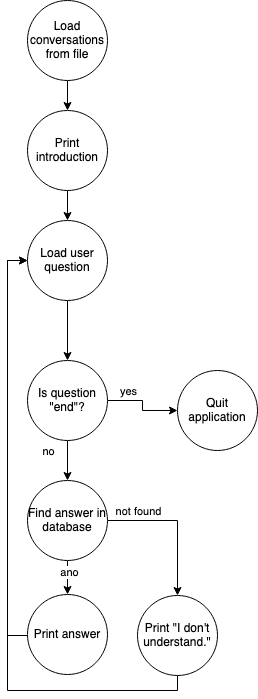 Load
conversations
from file
Print
introduction
Load user
question
Is question
"end"?
yes
Quit
application
no
Find answer in
database
not found
ano
Print answer
Print "I don't
understand."